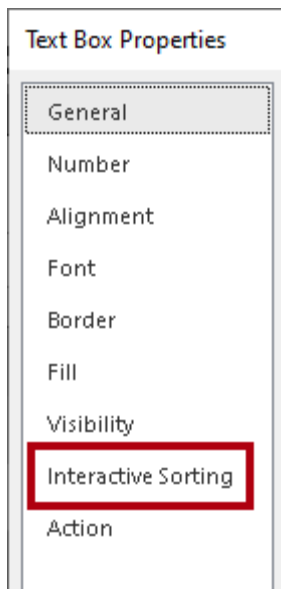 Text Box Properties
General
Number
Alignment
Font
Border
Fill
Visibility
Interactive Sorting
Action